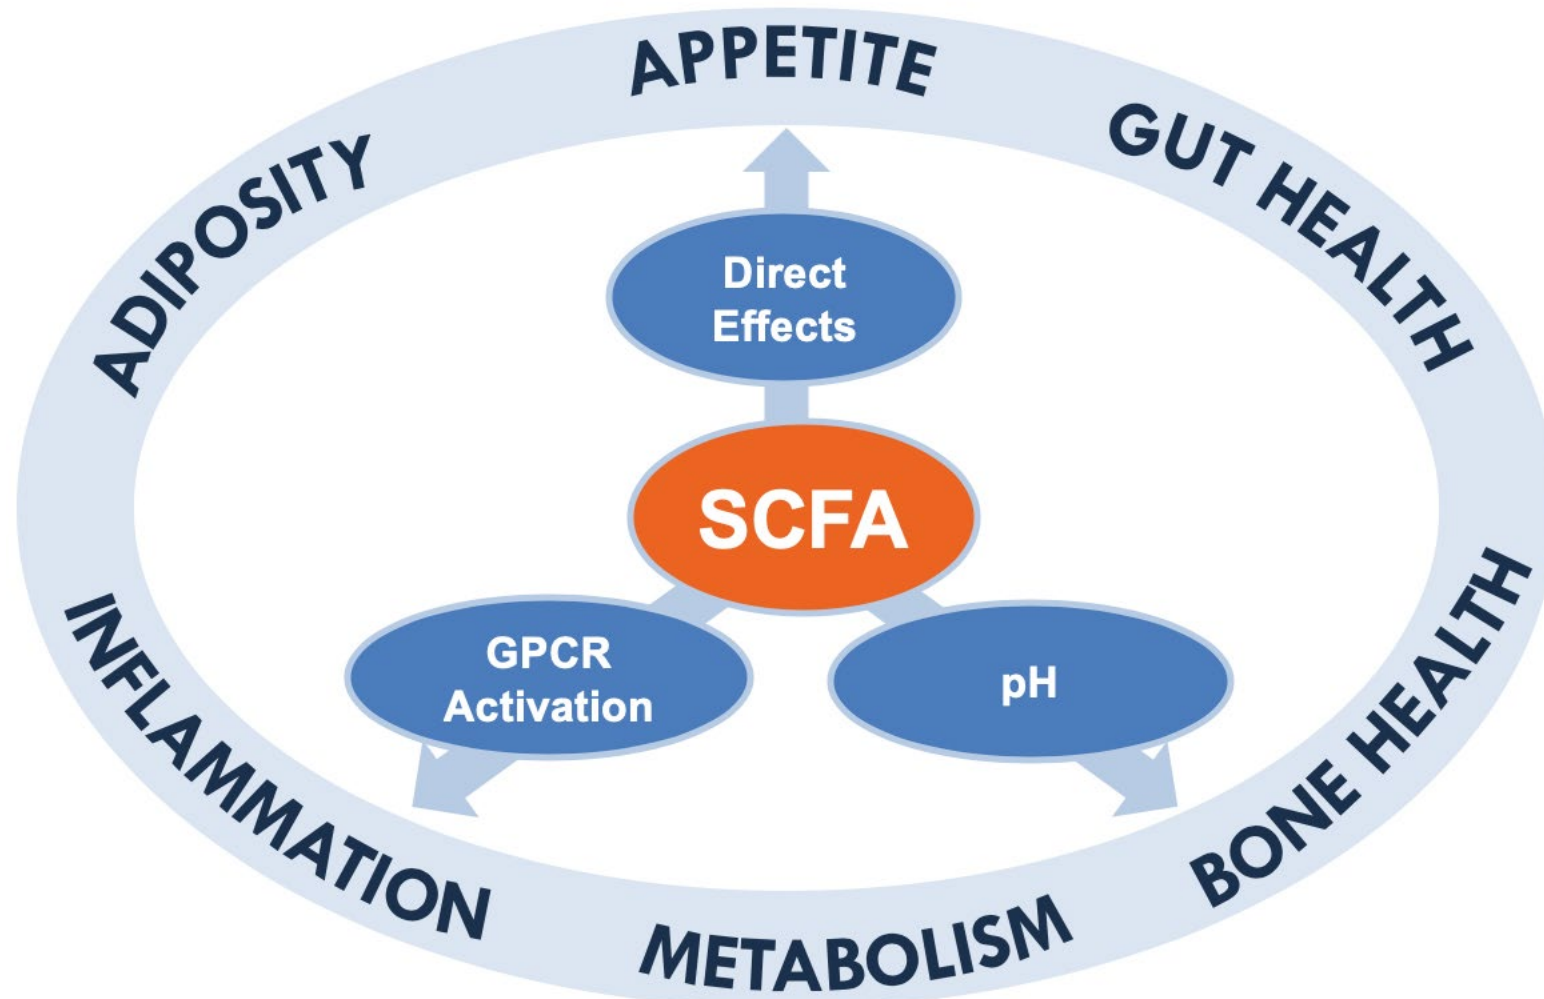 APPETITE
GUT HEALTH
ADIPOSITY
Direct
Effects
SCFA
GPCR
Activation
pH
INFLAMMATION
BONE HEALTH
METABOLISM